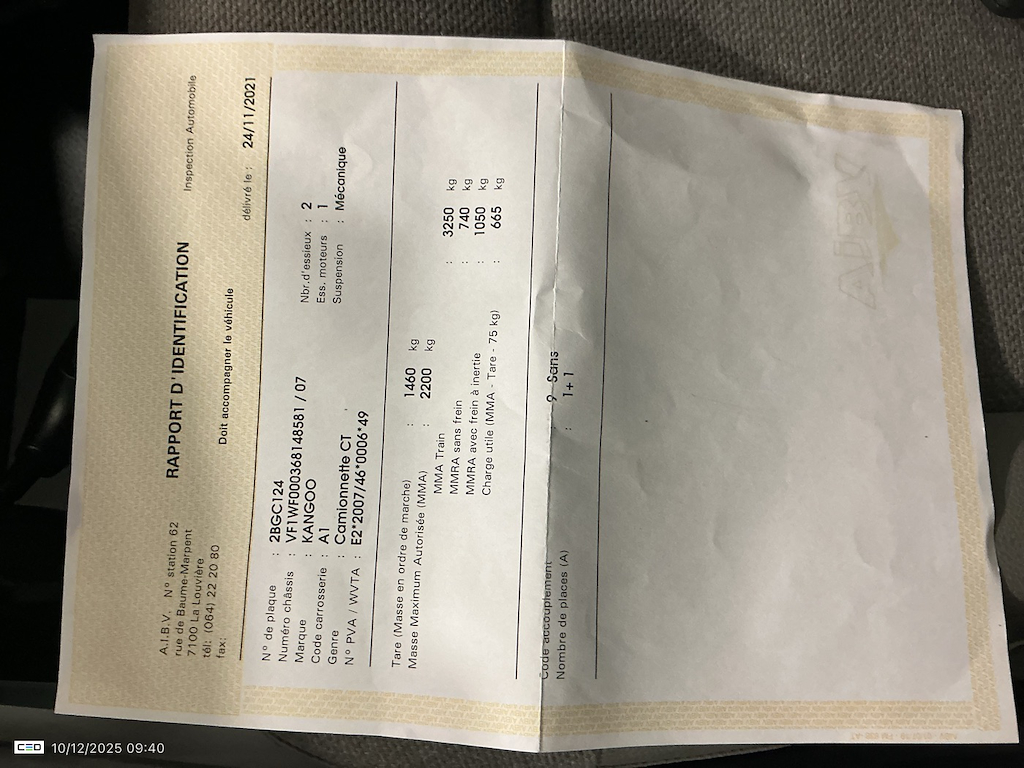 A.I.B.V. N° station 62
rue de Baume-Marpent
7100 La Louvière
tél: (064) 22 20 80
fax:
RAPPORT D'IDENTIFICATION
Inspection Automobile
Doit accompagner le véhicule
délivré le : 24/11/2021
N° de plaque : 2BGC124
Numéro châssis : VF1WF000368148581 / 07
Marque : KANGOO
Nbr.d'essieux : 2
Code carrosserie : A1
Ess. moteurs : 1
Genre : Camionnette CT
Suspension : Mécanique
N° PVA / WVTA : E2*2007/46*0006*49
Tare (Masse en ordre de marche) : 1460 kg
Masse Maximum Autorisée (MMA) : 2200 kg
MMA Train : 3250 kg
MMRA sans frein 740 kg
MMRA avec frein à inertie : 1050 kg
Charge utile (MMA - Tare - 75 kg) : 665 kg
Code accouplement 9 Sans
Nombre de places (A) : 1+1
AIBV
CEO 10/12/2025 09:40